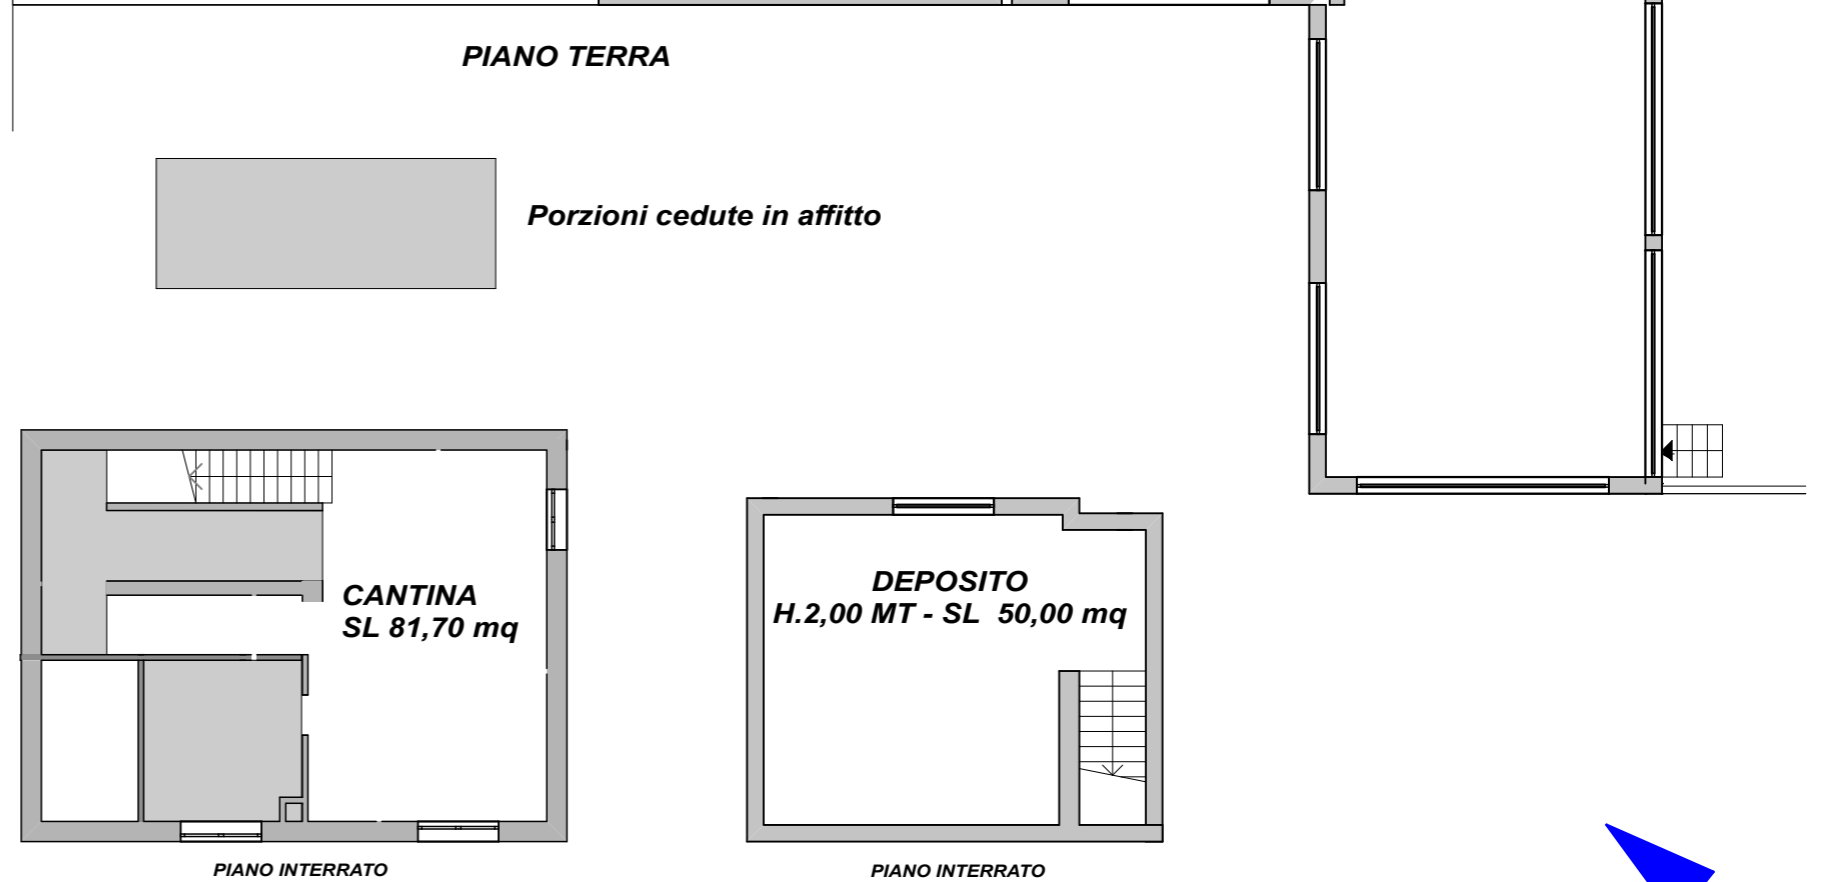 PIANO TERRA
Porzioni cedute in affitto
CANTINA
SL 81,70 mq
DEPOSITO
H.2,00 MT - SL  50,00 mq
PIANO INTERRATO
PIANO INTERRATO